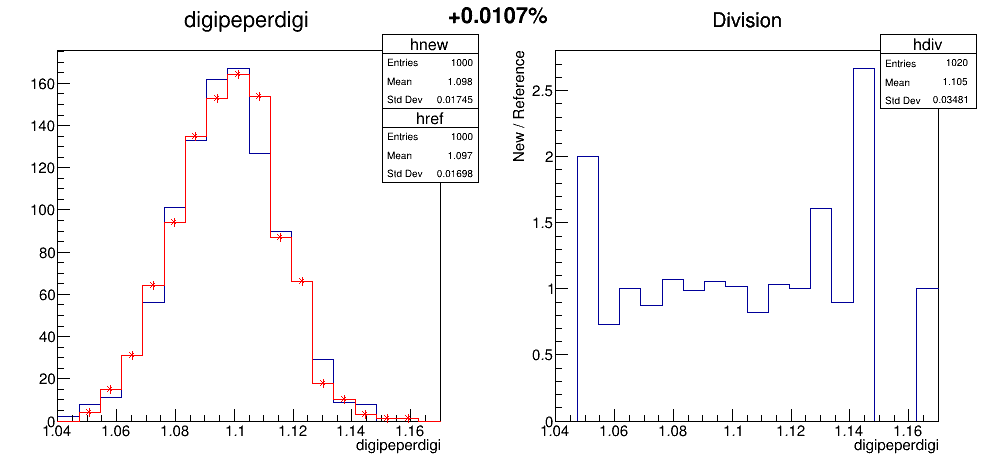 +0.0107%
digipeperdigi
hnew
Entries 1000
Mean 1.098
Std Dev 0.01745
href
Entries 1000
Mean 1.097
Std Dev 0.01698
160
140
120
100
80
60
40
20
0
1.04 1.06 1.08 1.1 1.12 1.14 1.16
digipeperdigi
Division
hdiv
Entries 1020
Mean 1.105
Std Dev 0.03481
New / Reference
2.5
2
1.5
1
0.5
0
1.04 1.06 1.08 1.1 1.12 1.14 1.16
digipeperdigi